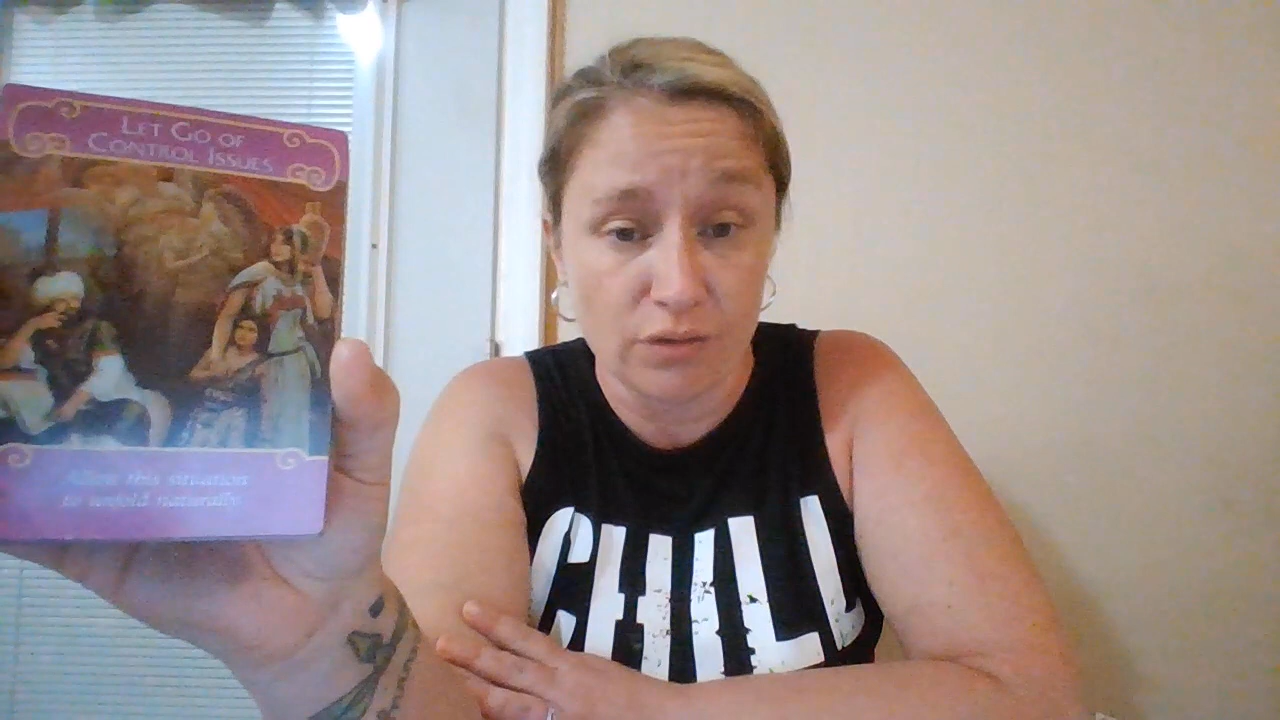 LET GO OF
CONTROL ISSUES
Allow this situation
to unfold naturally.
CHILL